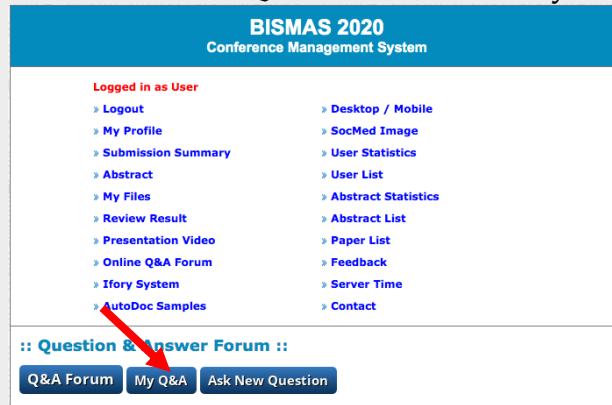 BISMAS 2020
Conference Management System
Logged in as User
» Logout
» My Profile
» Submission Summary
» Abstract
» My Files
» Review Result
» Presentation Video
» Online Q&A Forum
» Ifory System
» AutoDoc Samples
» Desktop / Mobile
» SocMed Image
» User Statistics
» User List
» Abstract Statistics
» Abstract List
» Paper List
» Feedback
» Server Time
» Contact
:: Question & Answer Forum ::
Q&A Forum My Q&A Ask New Question